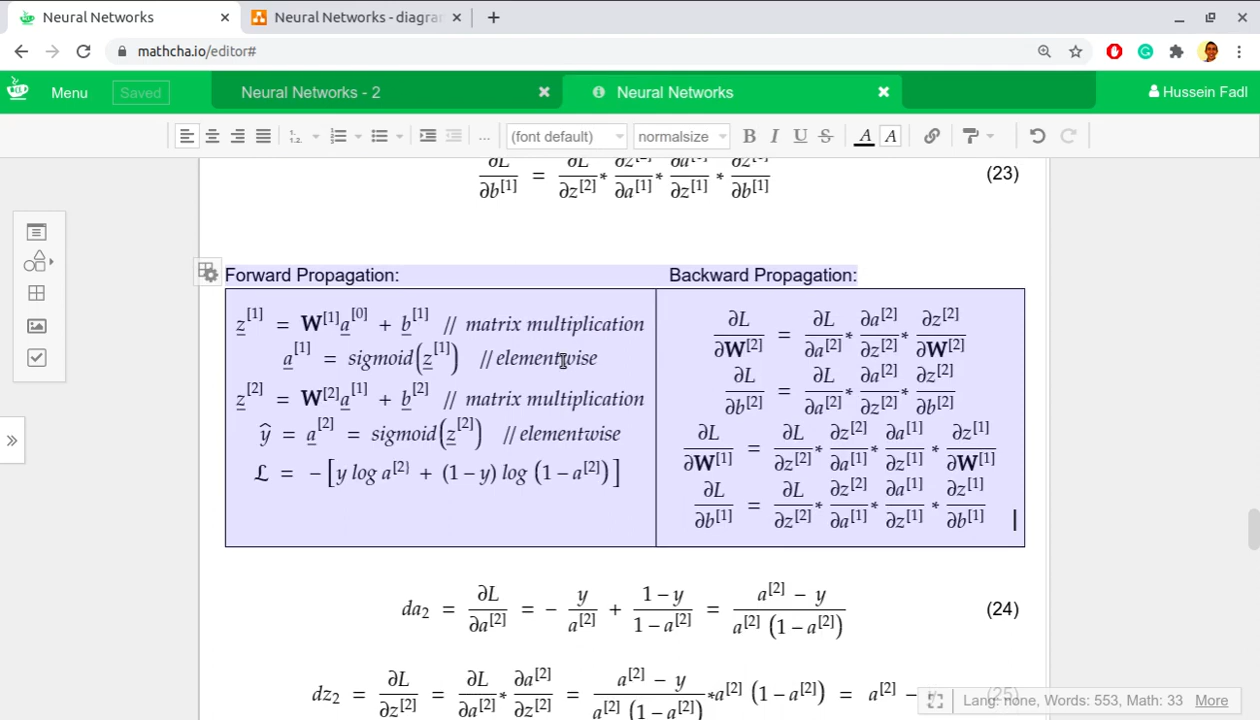 Neural Networks
Neural Networks - diagram
mathcha.io/editor#
Menu
Saved
Neural Networks - 2
Neural Networks
Hussein Fadl
(font default)
normalsize
B I U S A A
∂L/∂b^[1] = ∂L/∂z^[2] * ∂z^[2]/∂a^[1] * ∂a^[1]/∂z^[1] * ∂z^[1]/∂b^[1] (23)
Forward Propagation: Backward Propagation:
z^[1] = W^[1]a^[0] + b^[1] // matrix multiplication
a^[1] = sigmoid(z^[1]) // elementwise
z^[2] = W^[2]a^[1] + b^[2] // matrix multiplication
ŷ = a^[2] = sigmoid(z^[2]) // elementwise
ℒ = − [y log a^[2} + (1 − y) log (1 − a^[2])]
∂L/∂W^[2] = ∂L/∂a^[2] * ∂a^[2]/∂z^[2] * ∂z^[2]/∂W^[2]
∂L/∂b^[2] = ∂L/∂a^[2] * ∂a^[2]/∂z^[2] * ∂z^[2]/∂b^[2]
∂L/∂W^[1] = ∂L/∂z^[2] * ∂z^[2]/∂a^[1] * ∂a^[1]/∂z^[1] * ∂z^[1]/∂W^[1]
∂L/∂b^[1] = ∂L/∂z^[2] * ∂z^[2]/∂a^[1] * ∂a^[1]/∂z^[1] * ∂z^[1]/∂b^[1]
da₂ = ∂L/∂a^[2] = − y/a^[2] + (1 − y)/(1 − a^[2]) = (a^[2] − y)/(a^[2] (1 − a^[2])) (24)
dz₂ = ∂L/∂z^[2] = ∂L/∂a^[2] * ∂a^[2]/∂z^[2] = (a^[2] − y)/(a^[2] (1 − a^[2])) * a^[2] (1 − a^[2]) = a^[2] − y (25)
Lang: none, Words: 553, Math: 33 More